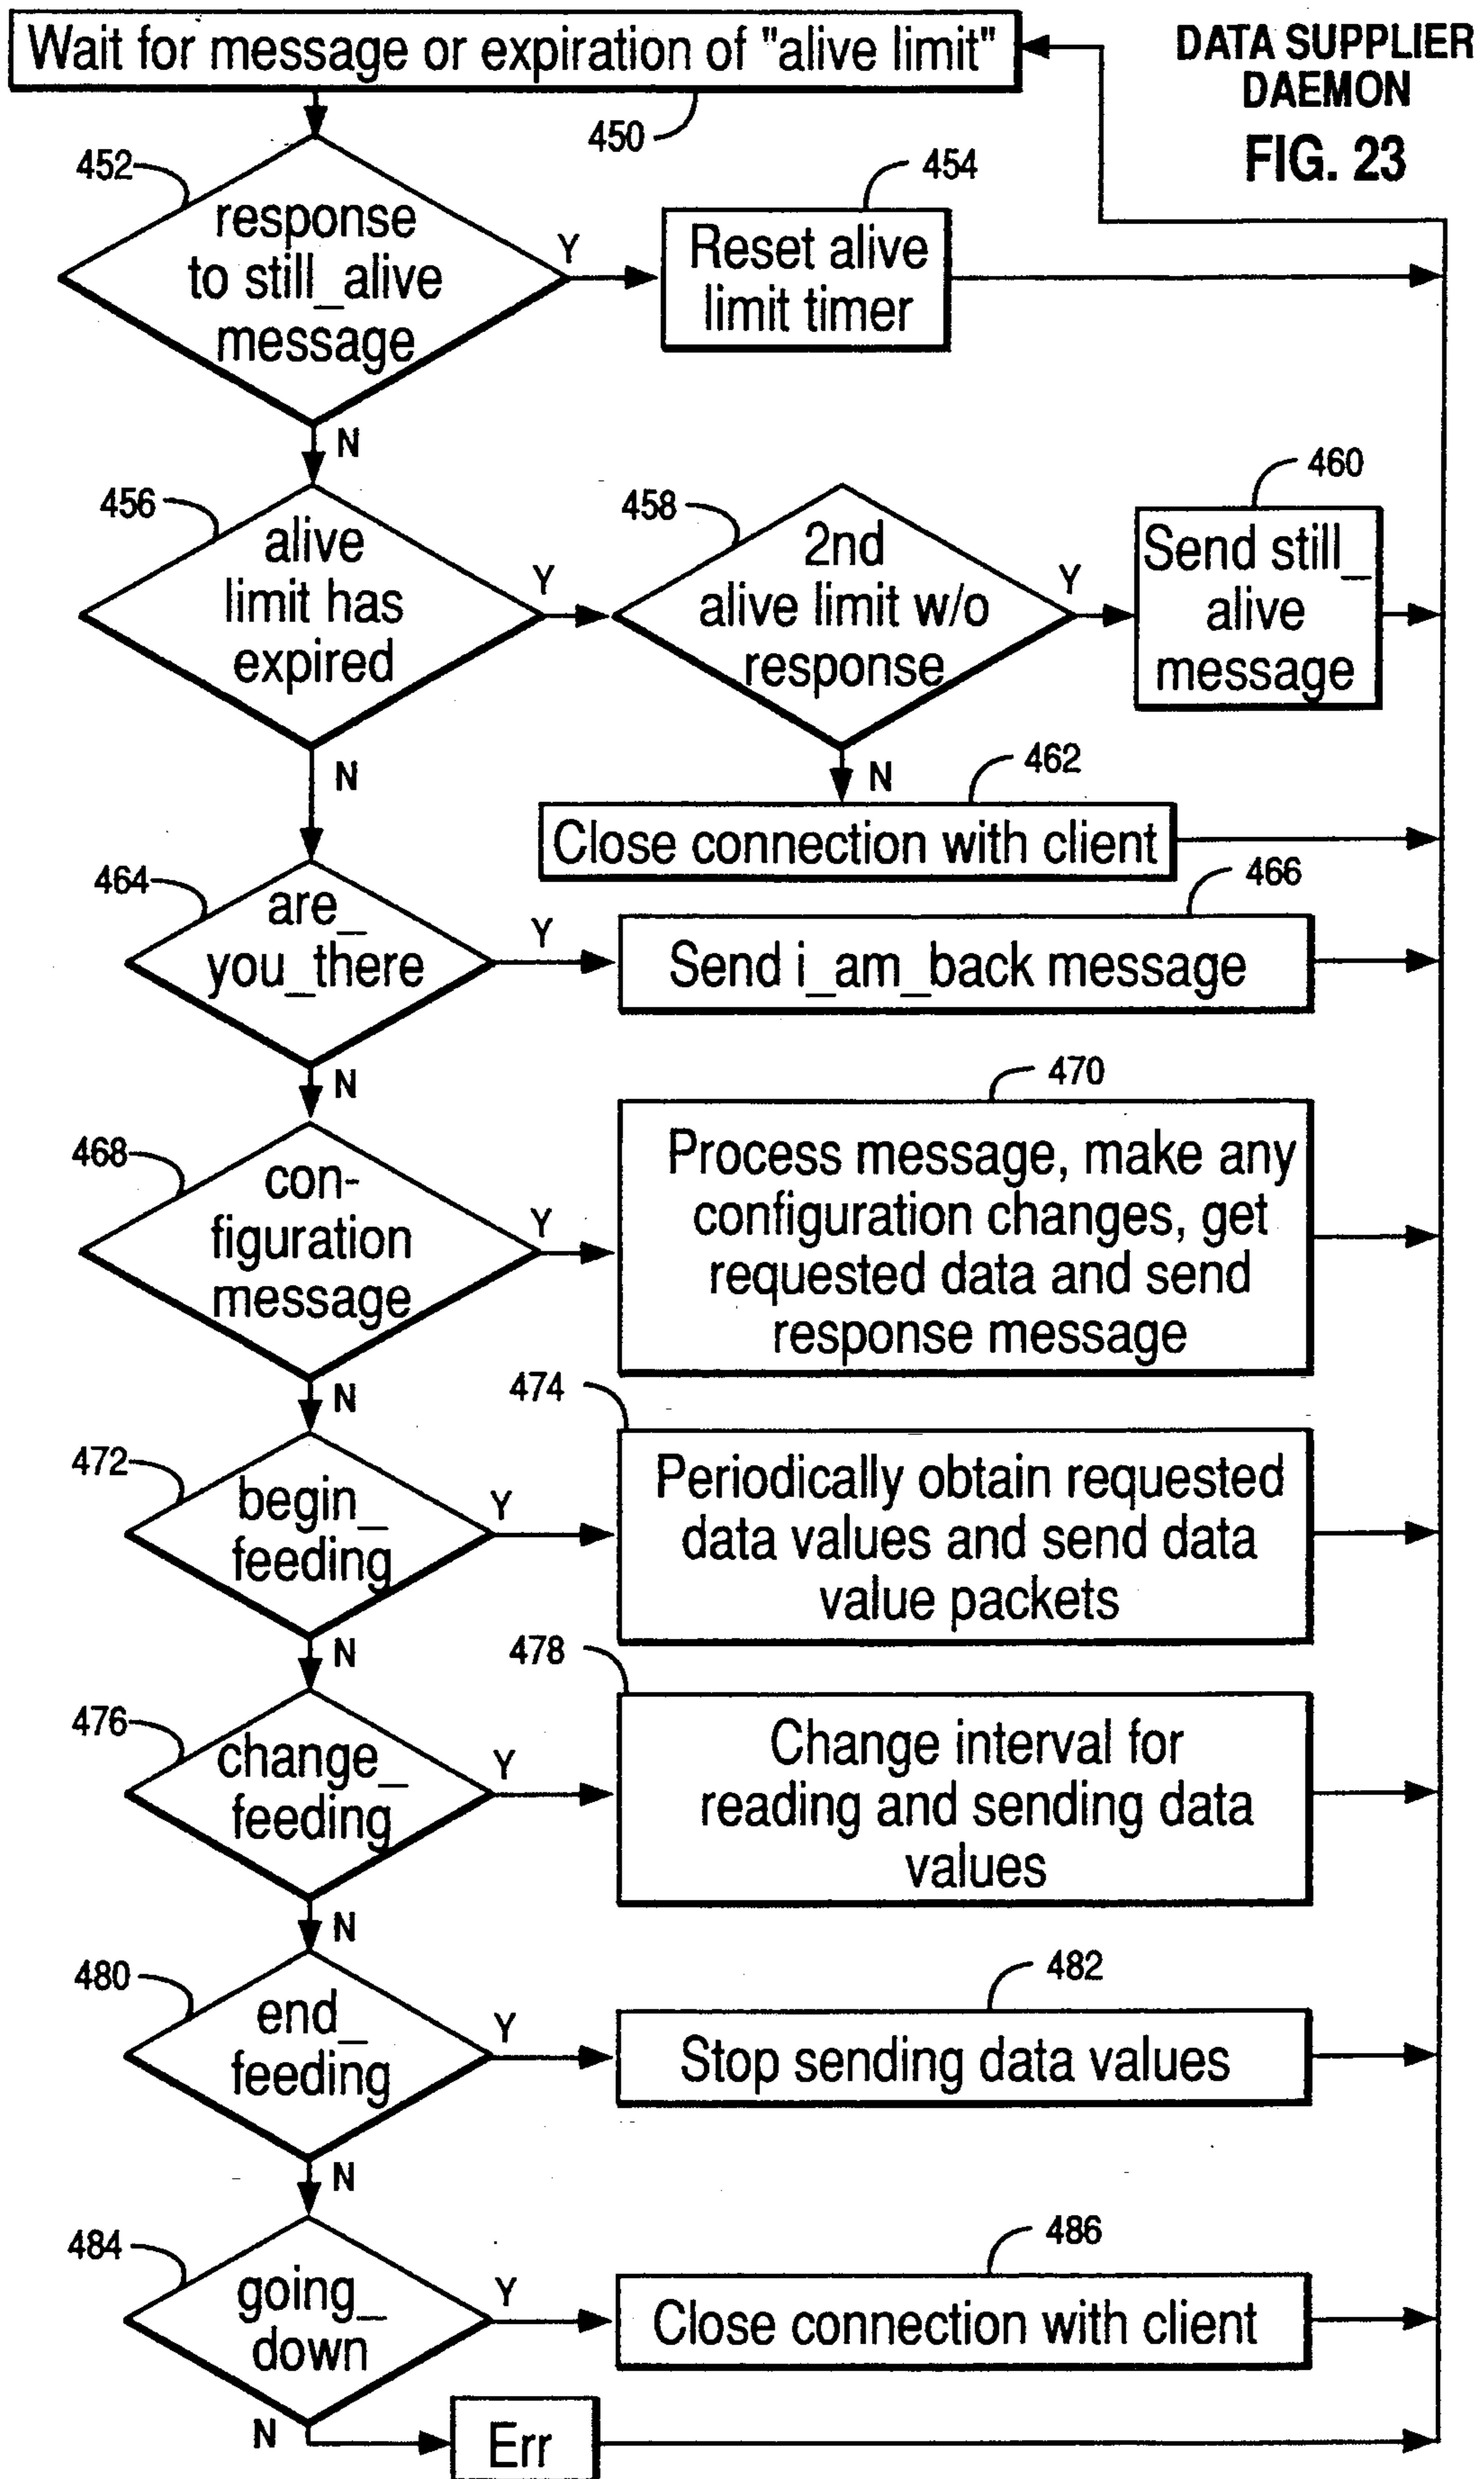 Wait for message or expiration of "alive limit"
DATA SUPPLIER
DAEMON
FIG. 23
450
452
response
to still_alive
message
Y
454
Reset alive
limit timer
N
456
alive
limit has
expired
Y
458
2nd
alive limit w/o
response
Y
460
Send still_
alive
message
N
N
462
Close connection with client
464
are_
you_there
Y
466
Send i_am_back message
N
468
con-
figuration
message
Y
470
Process message, make any
configuration changes, get
requested data and send
response message
N
472
begin_
feeding
Y
474
Periodically obtain requested
data values and send data
value packets
N
476
change_
feeding
Y
478
Change interval for
reading and sending data
values
N
480
end_
feeding
Y
482
Stop sending data values
N
484
going_
down
Y
486
Close connection with client
N
Err